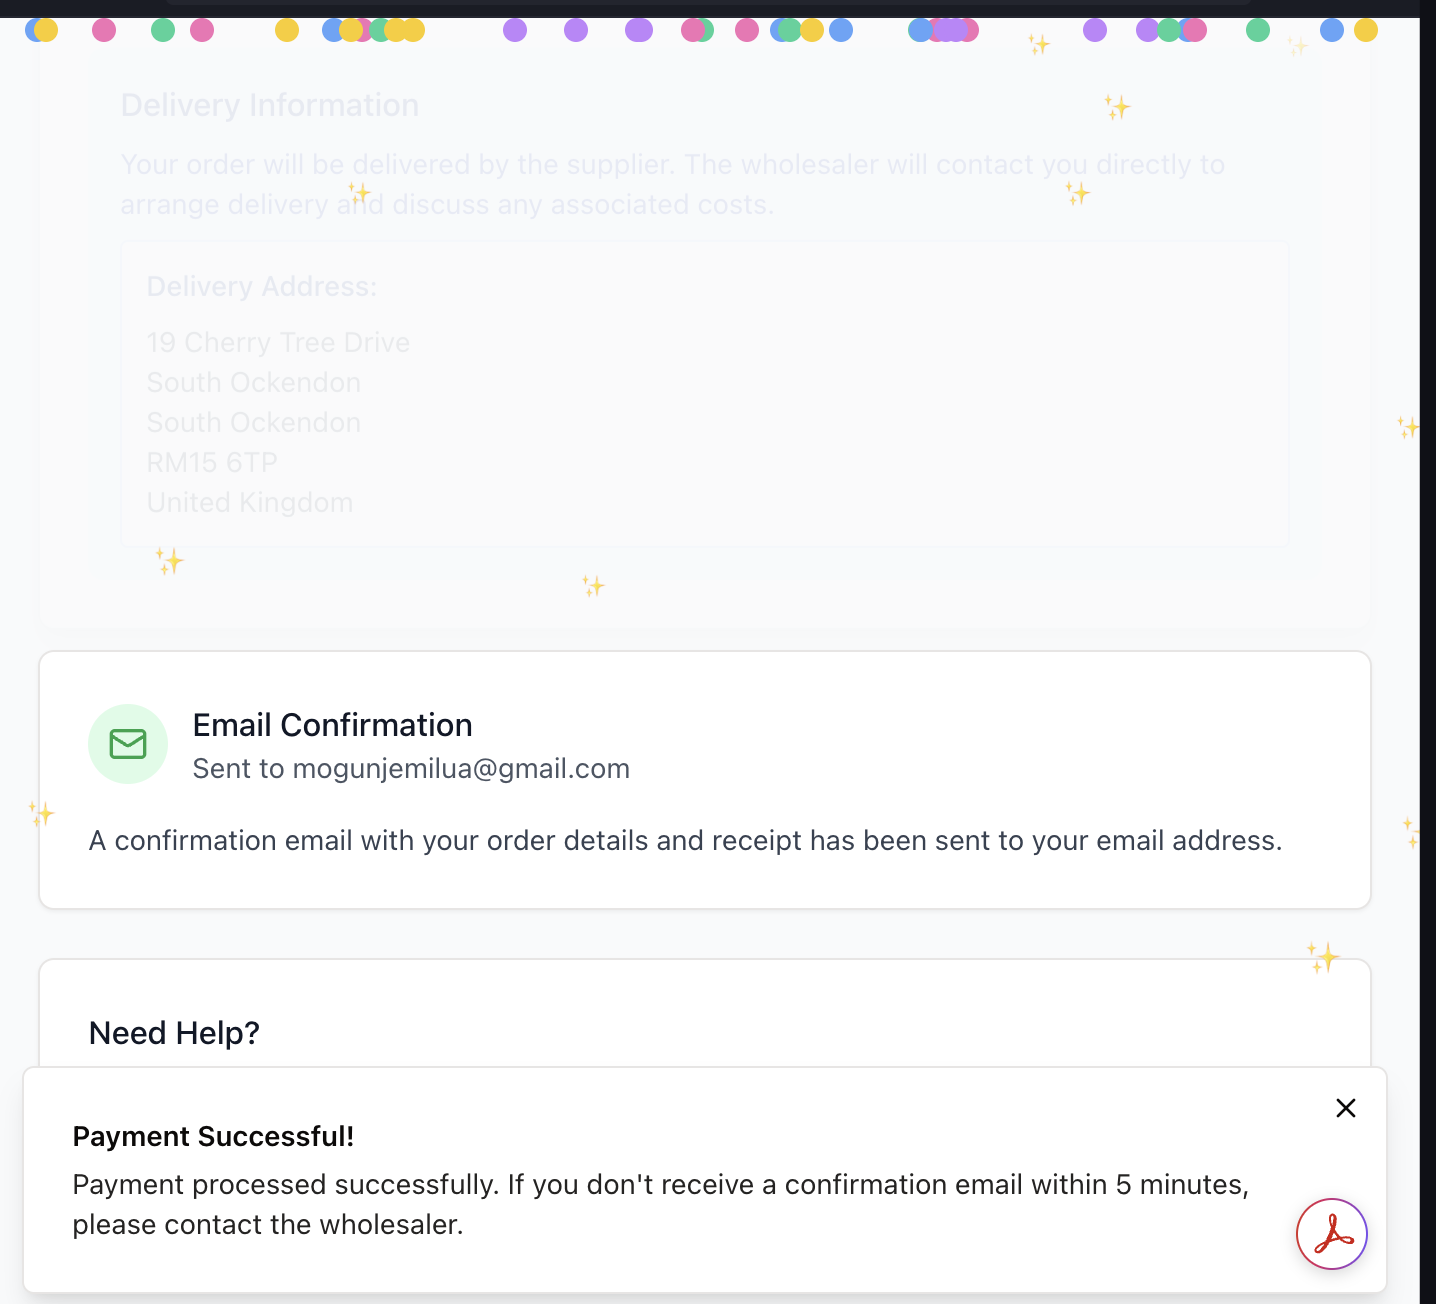 Delivery Information
Your order will be delivered by the supplier. The wholesaler will contact you directly to
arrange delivery and discuss any associated costs.
Delivery Address:
19 Cherry Tree Drive
South Ockendon
South Ockendon
RM15 6TP
United Kingdom
Email Confirmation
Sent to mogunjemilua@gmail.com
A confirmation email with your order details and receipt has been sent to your email address.
Need Help?
Payment Successful!
Payment processed successfully. If you don't receive a confirmation email within 5 minutes,
please contact the wholesaler.